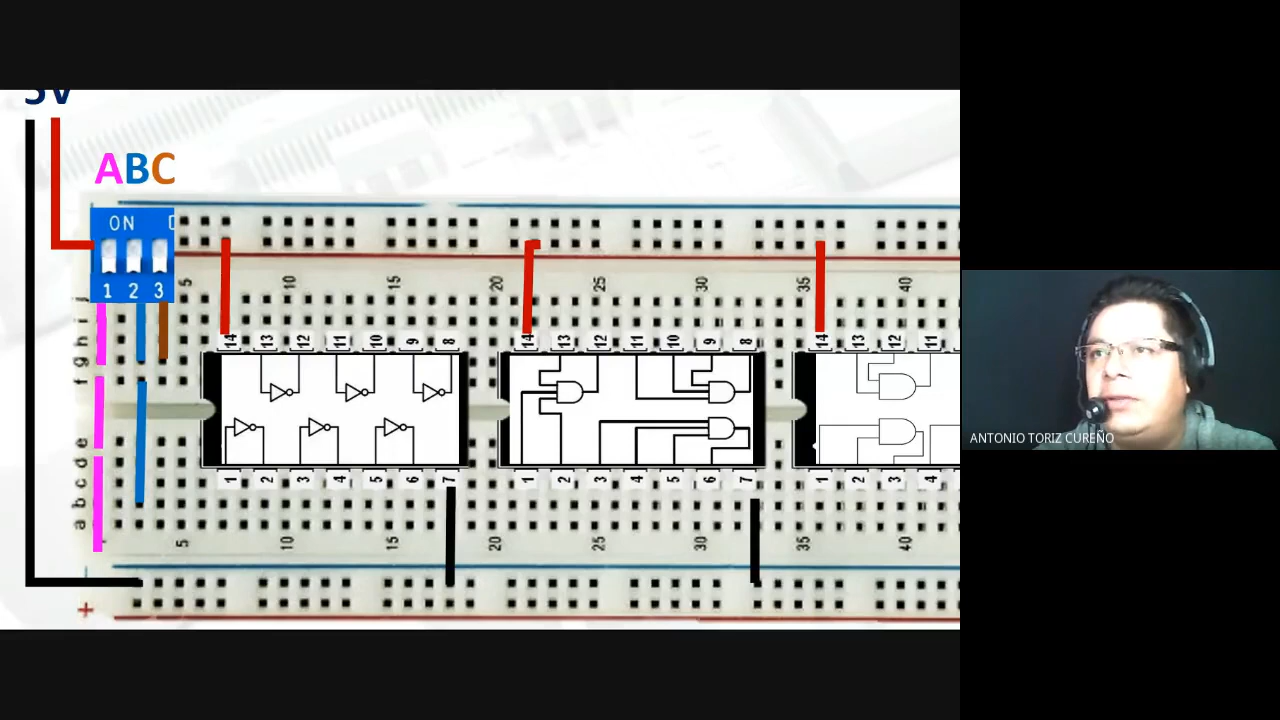 5V
ABC
ON
1 2 3
5 10 15 20 25 30 35 40
j
i
h
g
f
14 13 12 11 10 9 8
14 13 12 11 10 9 8
14 13 12 11
1 2 3 4 5 6 7
1 2 3 4 5 6 7
1 2 3 4
e
d
c
b
a
5 10 15 20 25 30 35 40
+
ANTONIO TORIZ CUREÑO